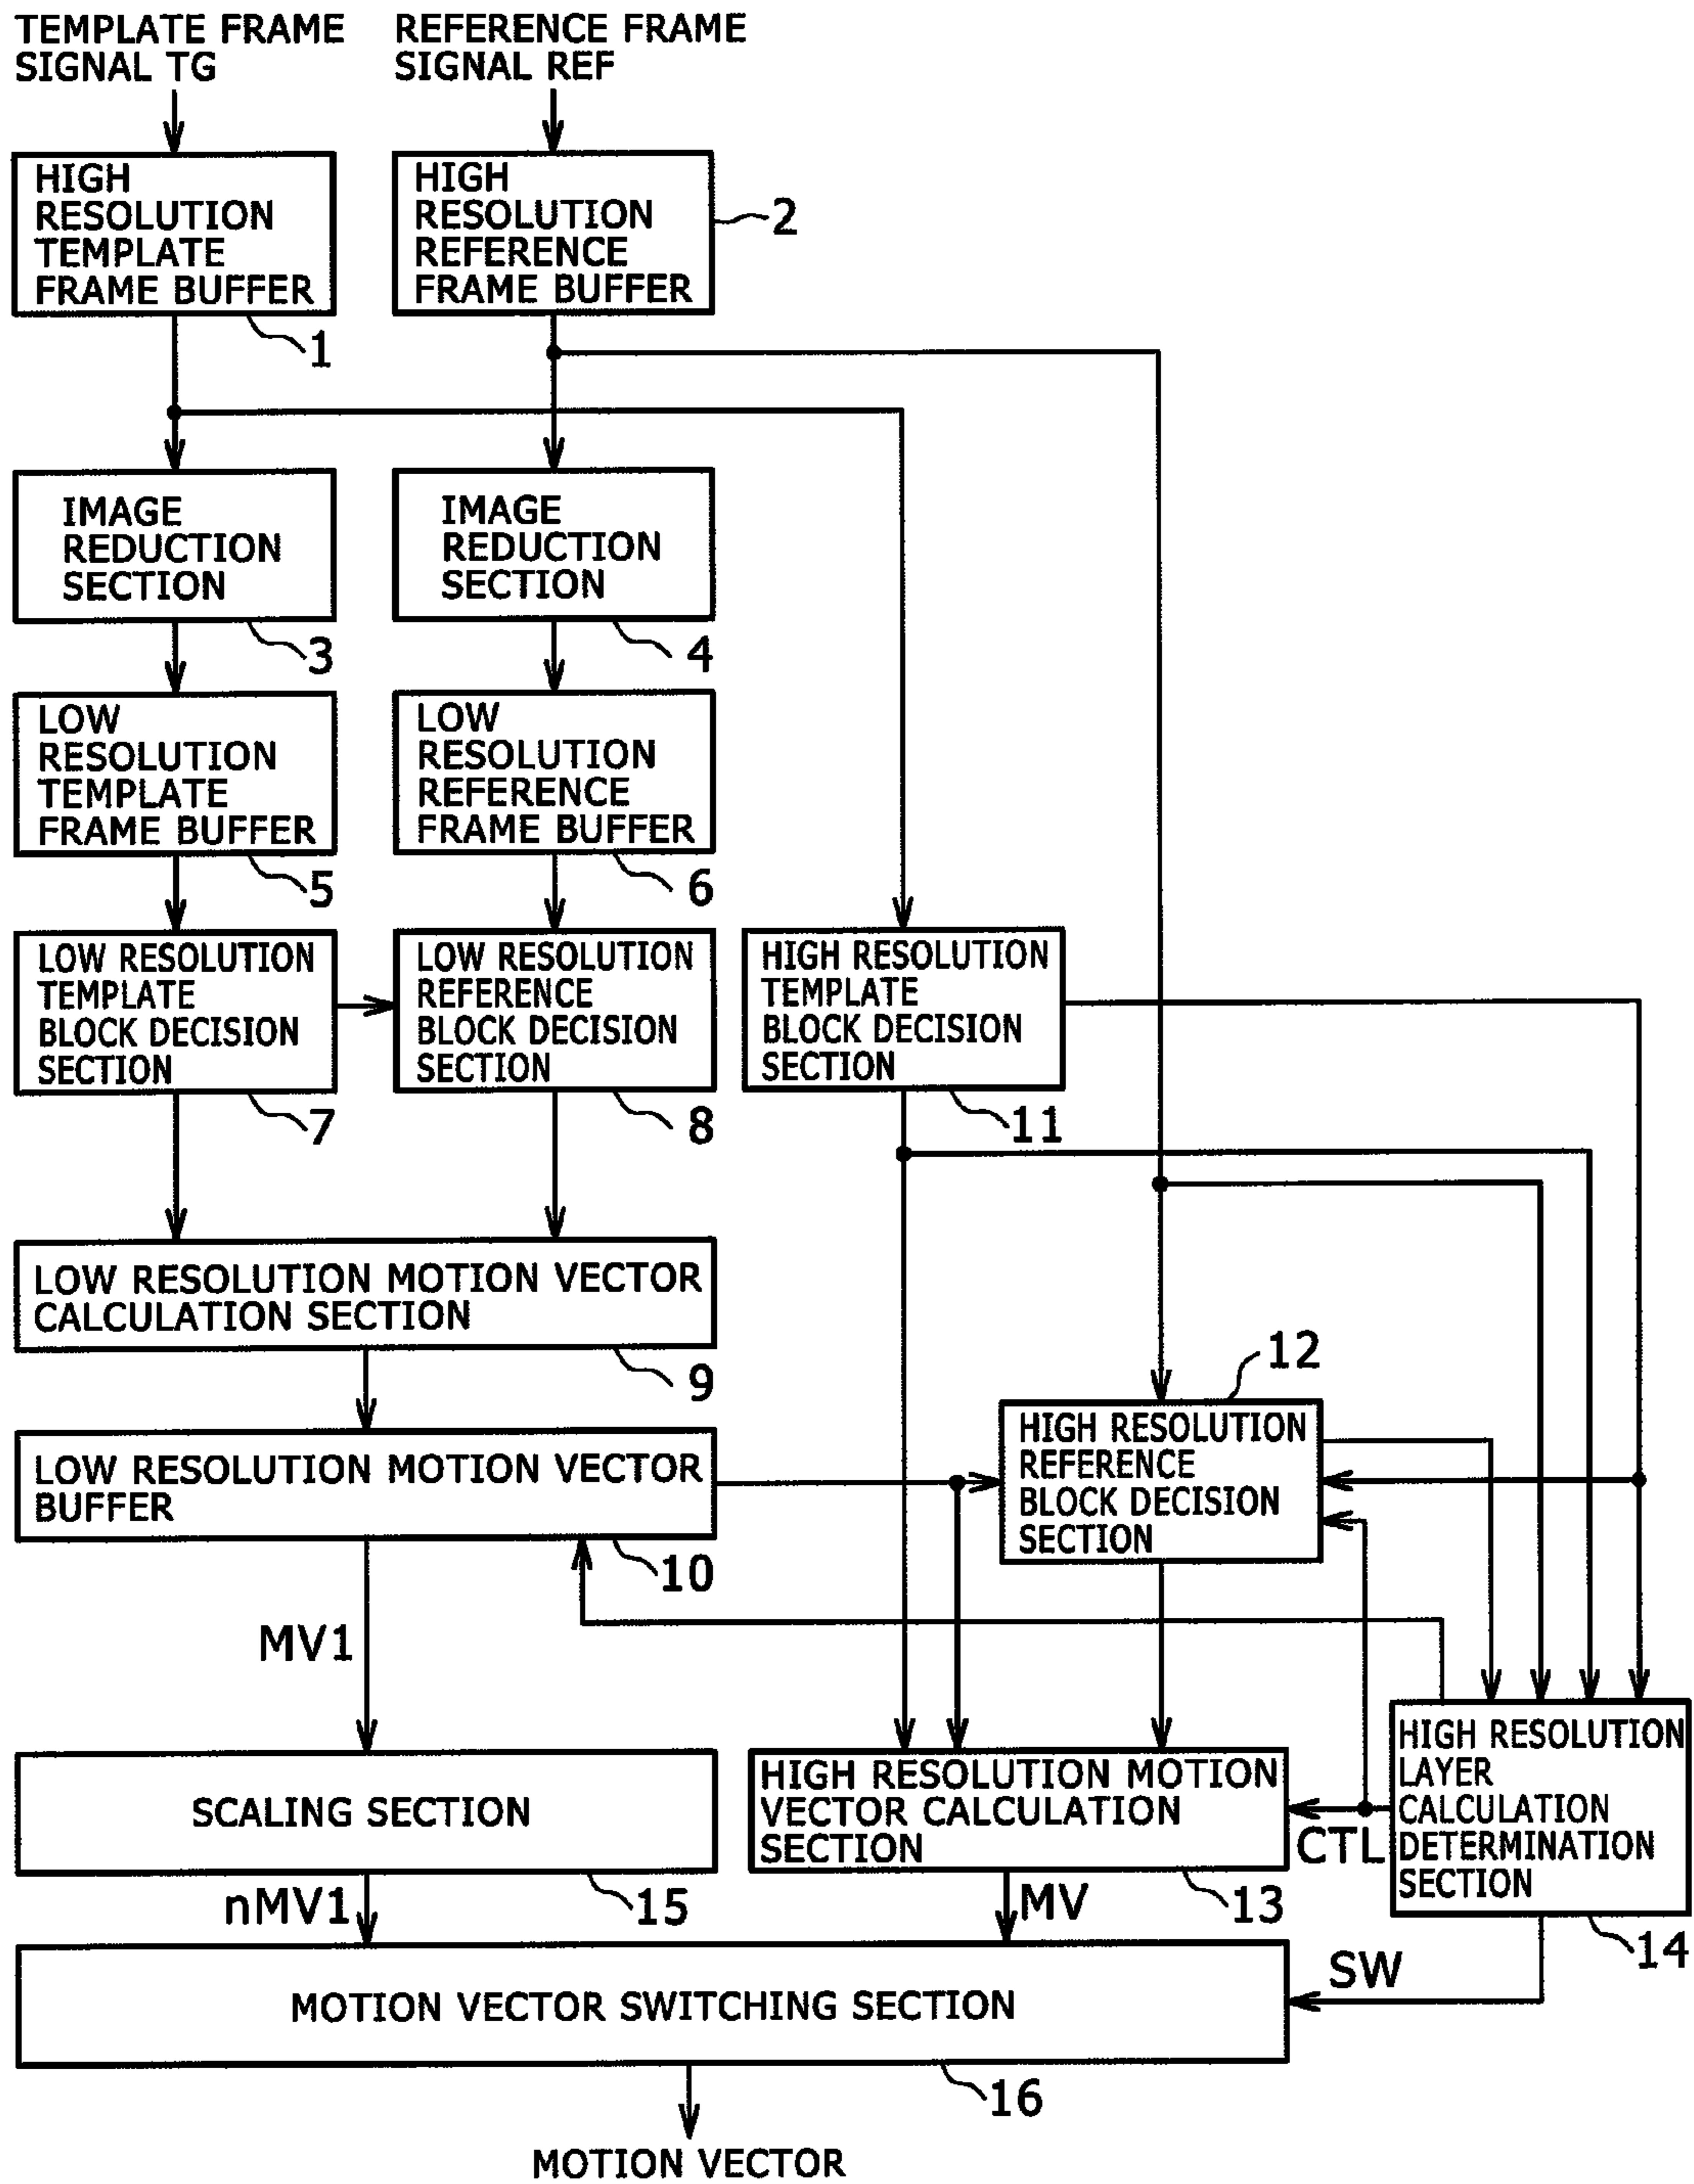 TEMPLATE FRAME
SIGNAL TG
REFERENCE FRAME
SIGNAL REF
HIGH
RESOLUTION
TEMPLATE
FRAME BUFFER
1
HIGH
RESOLUTION
REFERENCE
FRAME BUFFER
2
IMAGE
REDUCTION
SECTION
3
IMAGE
REDUCTION
SECTION
4
LOW
RESOLUTION
TEMPLATE
FRAME BUFFER
5
LOW
RESOLUTION
REFERENCE
FRAME BUFFER
6
LOW RESOLUTION
TEMPLATE
BLOCK DECISION
SECTION
7
LOW RESOLUTION
REFERENCE
BLOCK DECISION
SECTION
8
HIGH RESOLUTION
TEMPLATE
BLOCK DECISION
SECTION
11
LOW RESOLUTION MOTION VECTOR
CALCULATION SECTION
9
12
HIGH RESOLUTION
REFERENCE
BLOCK DECISION
SECTION
LOW RESOLUTION MOTION VECTOR
BUFFER
10
MV1
SCALING SECTION
15
HIGH RESOLUTION MOTION
VECTOR CALCULATION
SECTION
13
CTL
HIGH RESOLUTION
LAYER
CALCULATION
DETERMINATION
SECTION
14
nMV1
MV
SW
MOTION VECTOR SWITCHING SECTION
16
MOTION VECTOR